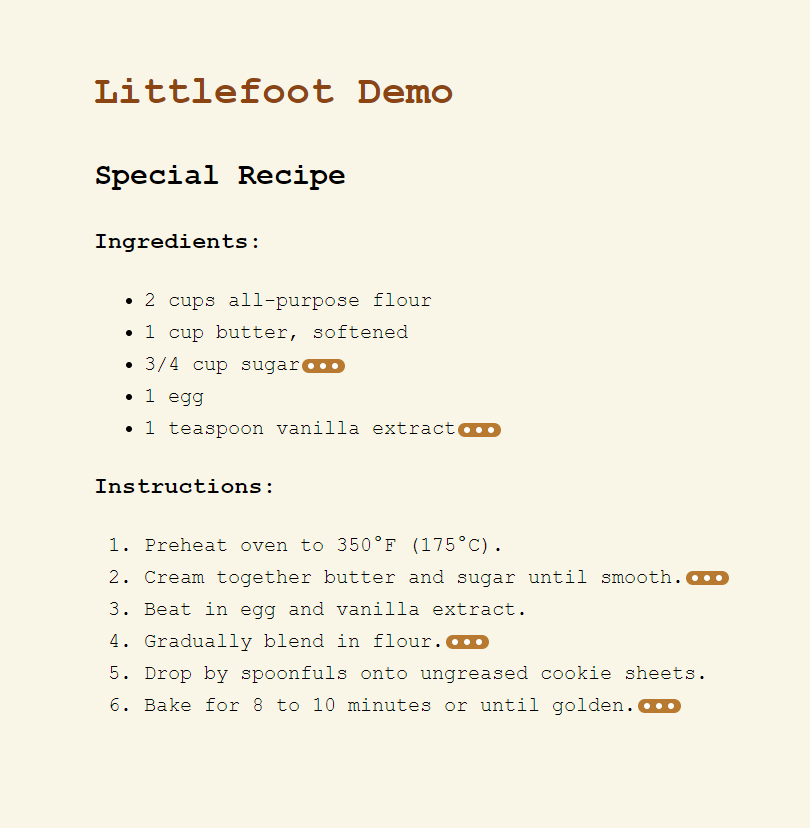 Littlefoot Demo
Special Recipe
Ingredients:
• 2 cups all-purpose flour
• 1 cup butter, softened
• 3/4 cup sugar
• 1 egg
• 1 teaspoon vanilla extract
Instructions:
1. Preheat oven to 350°F (175°C).
2. Cream together butter and sugar until smooth.
3. Beat in egg and vanilla extract.
4. Gradually blend in flour.
5. Drop by spoonfuls onto ungreased cookie sheets.
6. Bake for 8 to 10 minutes or until golden.